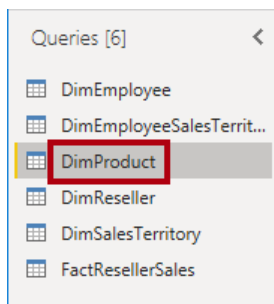 Queries [6]
DimEmployee
DimEmployeeSalesTerrit...
DimProduct
DimReseller
DimSalesTerritory
FactResellerSales